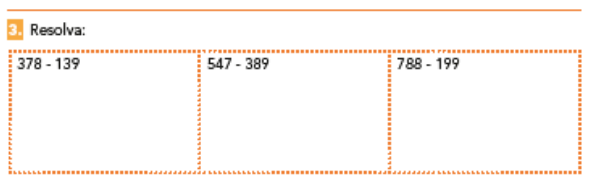 3. Resolva:
378 - 139
547 - 389
788 - 199